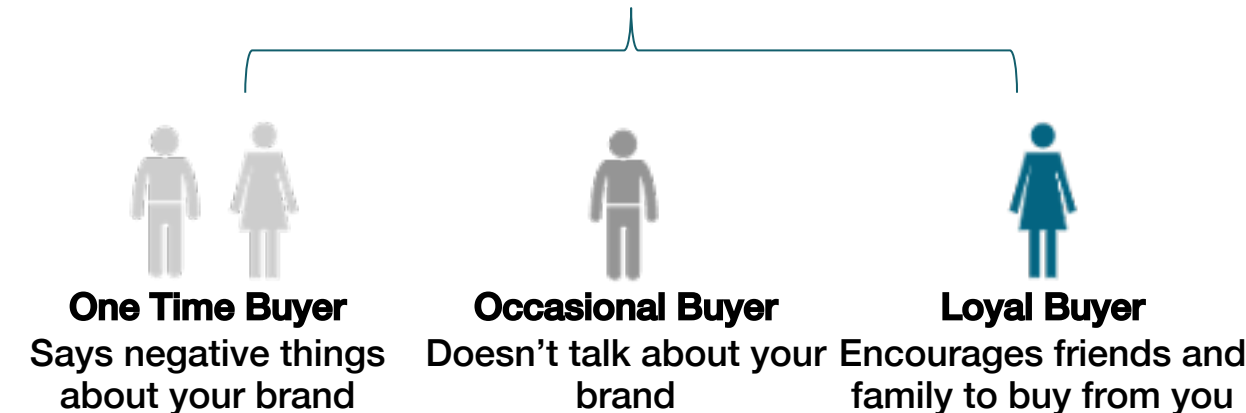 One Time Buyer
Says negative things
about your brand
Occasional Buyer
Doesn’t talk about your
brand
Loyal Buyer
Encourages friends and
family to buy from you